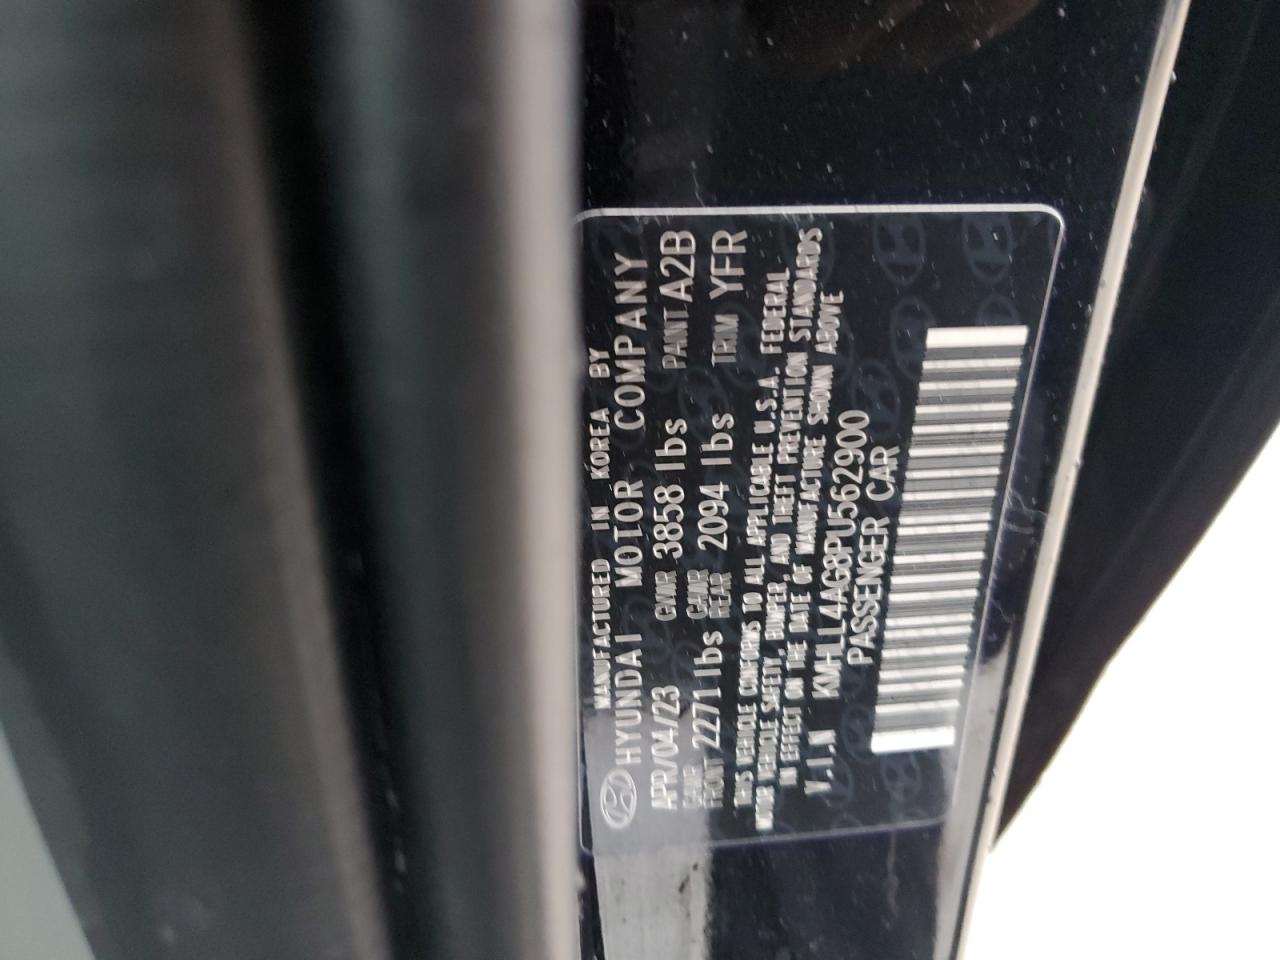 MANUFACTURED IN KOREA BY
HYUNDAI MOTOR COMPANY
APR/04/23 GVWR 3858 lbs PAINT A2B
GAWR FRONT 2271 lbs GAWR REAR 2094 lbs TRIM YFR
THIS VEHICLE CONFORMS TO ALL APPLICABLE U.S.A. FEDERAL
MOTOR VEHICLE SAFETY, BUMPER, AND THEFT PREVENTION STANDARDS
IN EFFECT ON THE DATE OF MANUFACTURE SHOWN ABOVE
V.I.N KMHLL4AG8PU562900
PASSENGER CAR